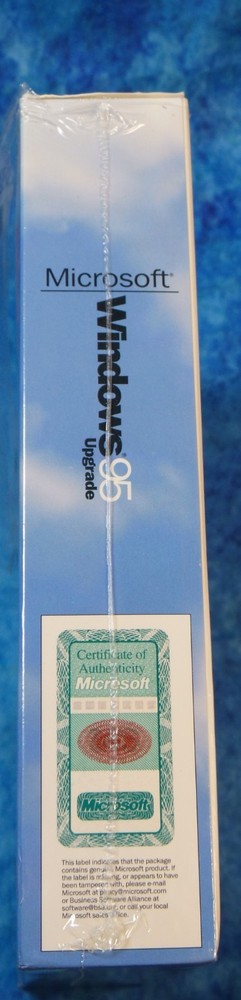 Microsoft®
Windows 95
Upgrade
Certificate of
Authenticity
Microsoft
Microsoft
This label indicates that the package
contains genuine Microsoft product. If
the label is missing, or appears to have
been tampered with, please e-mail
Microsoft at piracy@microsoft.com
or Business Software Alliance at
software@bsa.org, or call your local
Microsoft sales office.